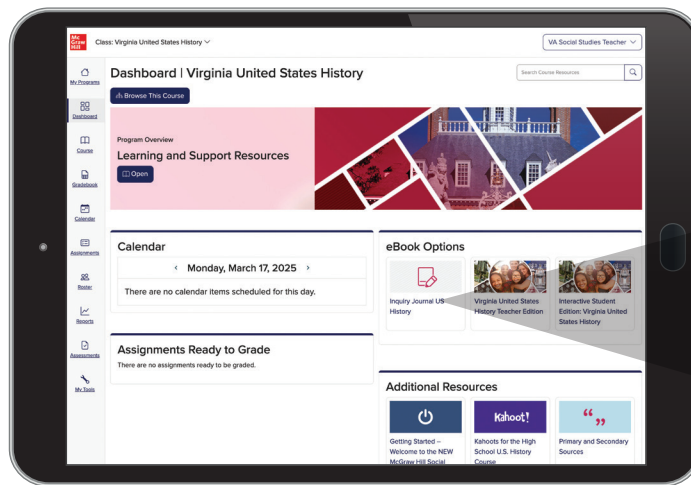 Mc
Graw
Hill
Class: Virginia United States History
VA Social Studies Teacher
My Programs
Dashboard | Virginia United States History
Search Course Resources
Browse This Course
Dashboard
Program Overview
Learning and Support Resources
Open
Course
Gradebook
Calendar
Assignments
Roster
Reports
Assessments
My Tools
Calendar
‹ Monday, March 17, 2025 ›
There are no calendar items scheduled for this day.
Assignments Ready to Grade
There are no assignments ready to be graded.
eBook Options
Inquiry Journal US
History
Virginia United States
History Teacher Edition
Interactive Student
Edition: Virginia United
States History
Additional Resources
Kahoot!
“ „
Getting Started --
Welcome to the NEW
McGraw Hill Social
Kahoots for the High
School U.S. History
Course
Primary and Secondary
Sources